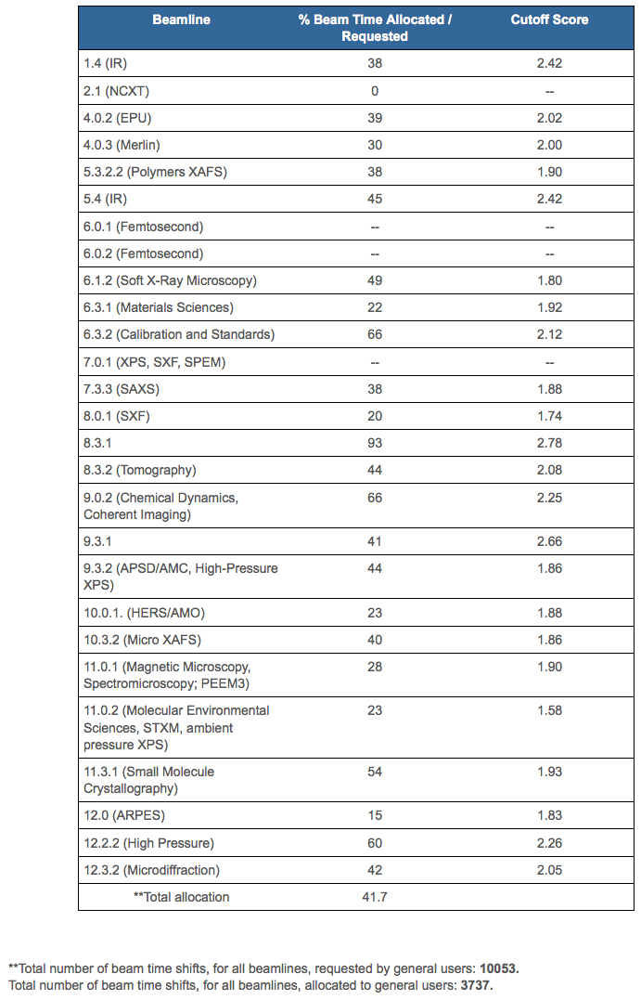 Beamline % Beam Time Allocated / Cutoff Score
Requested
1.4 (IR) 38 2.42
2.1 (NCXT) 0 --
4.0.2 (EPU) 39 2.02
4.0.3 (Merlin) 30 2.00
5.3.2.2 (Polymers XAFS) 38 1.90
5.4 (IR) 45 2.42
6.0.1 (Femtosecond) -- --
6.0.2 (Femtosecond) -- --
6.1.2 (Soft X-Ray Microscopy) 49 1.80
6.3.1 (Materials Sciences) 22 1.92
6.3.2 (Calibration and Standards) 66 2.12
7.0.1 (XPS, SXF, SPEM) -- --
7.3.3 (SAXS) 38 1.88
8.0.1 (SXF) 20 1.74
8.3.1 93 2.78
8.3.2 (Tomography) 44 2.08
9.0.2 (Chemical Dynamics, 66 2.25
Coherent Imaging)
9.3.1 41 2.66
9.3.2 (APSD/AMC, High-Pressure 44 1.86
XPS)
10.0.1. (HERS/AMO) 23 1.88
10.3.2 (Micro XAFS) 40 1.86
11.0.1 (Magnetic Microscopy, 28 1.90
Spectromicroscopy; PEEM3)
11.0.2 (Molecular Environmental 23 1.58
Sciences, STXM, ambient
pressure XPS)
11.3.1 (Small Molecule 54 1.93
Crystallography)
12.0 (ARPES) 15 1.83
12.2.2 (High Pressure) 60 2.26
12.3.2 (Microdiffraction) 42 2.05
**Total allocation 41.7
**Total number of beam time shifts, for all beamlines, requested by general users: 10053.
Total number of beam time shifts, for all beamlines, allocated to general users: 3737.